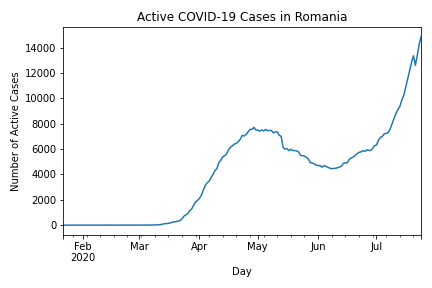 Active COVID-19 Cases in Romania
Number of Active Cases
14000
12000
10000
8000
6000
4000
2000
0
Feb
2020
Mar
Apr
May
Jun
Jul
Day